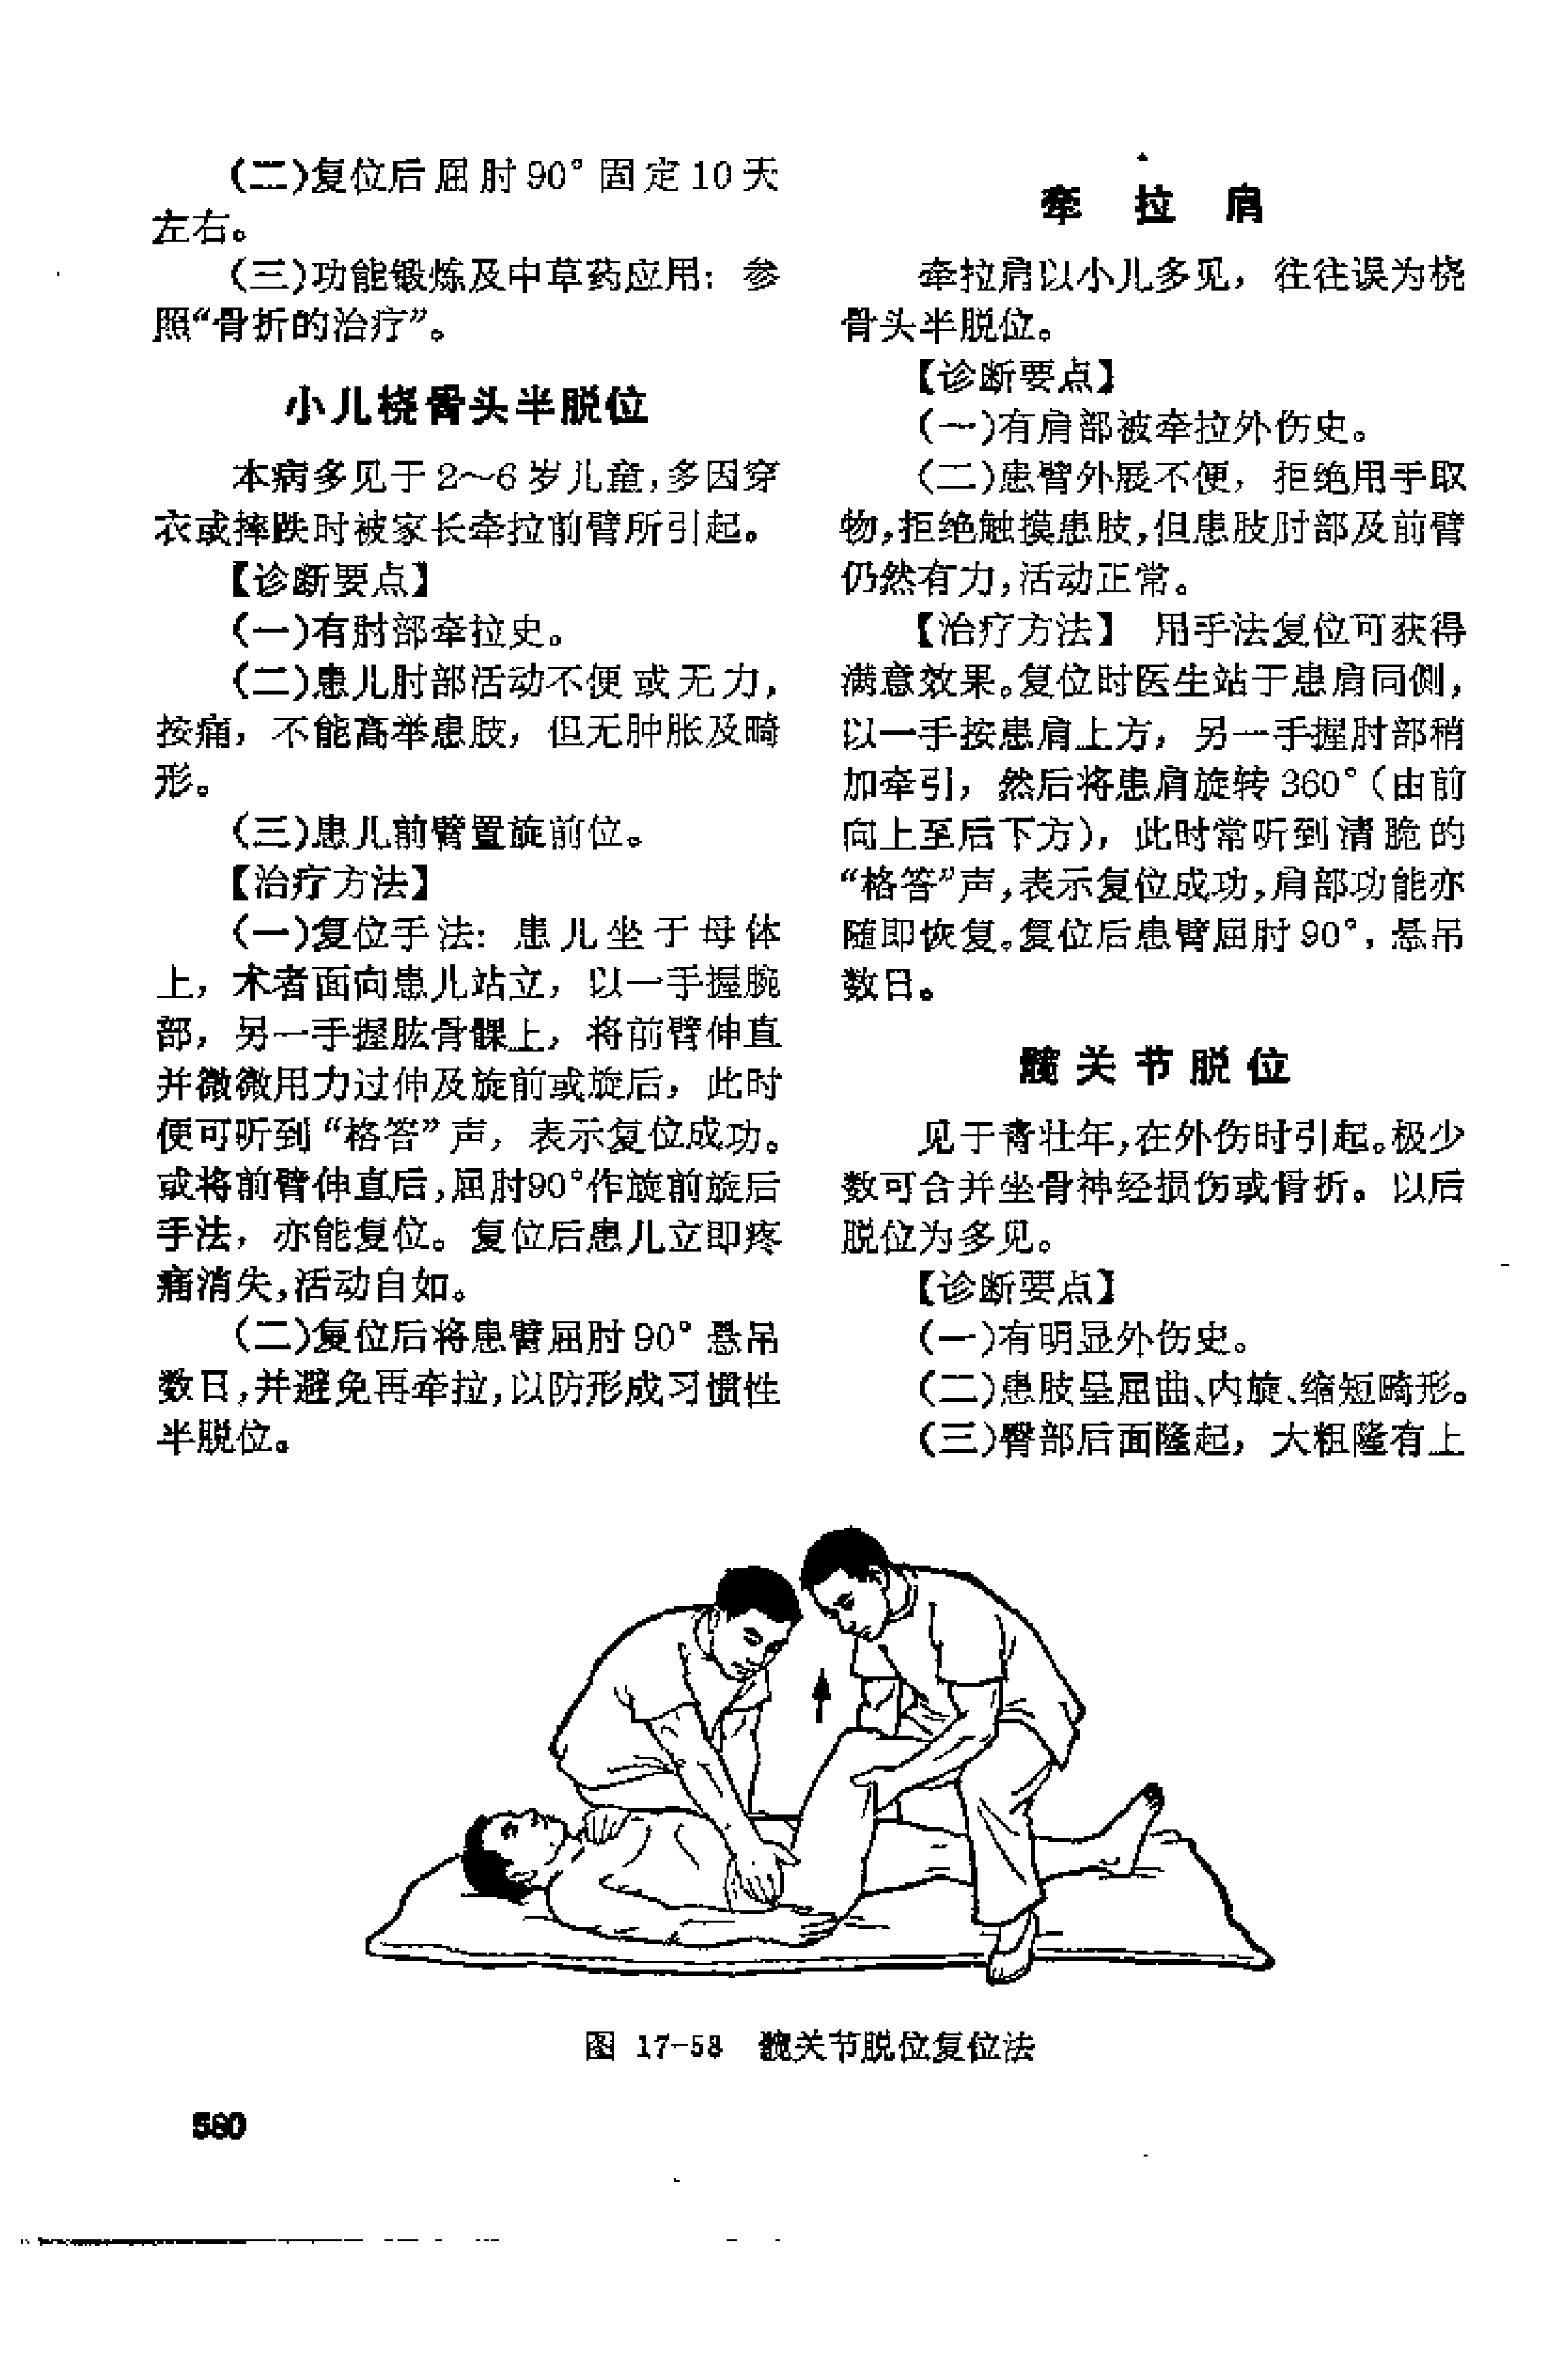 (二)复位后屈肘90°固定10天
左右。
(三)功能锻炼及中草药应用：参
照“骨折的治疗”。
小儿桡骨头半脱位
本病多见于2～6岁儿童,多因穿
衣或摔跌时被家长牵拉前臂所引起。
【诊断要点】
(一)有肘部牵拉史。
(二)患儿肘部活动不便或无力，
按痛，不能高举患肢，但无肿胀及畸
形。
(三)患儿前臂置旋前位。
【治疗方法】
(一)复位手法：患儿坐于母体
上，术者面向患儿站立，以一手握腕
部，另一手握肱骨髁上，将前臂伸直
并微微用力过伸及旋前或旋后，此时
便可听到“格答”声，表示复位成功。
或将前臂伸直后,屈肘90°作旋前旋后
手法，亦能复位。复位后患儿立即疼
痛消失,活动自如。
(二)复位后将患臂屈肘90°悬吊
数日,并避免再牵拉,以防形成习惯性
半脱位。
牵拉肩
牵拉肩以小儿多见，往往误为桡
骨头半脱位。
【诊断要点】
(一)有肩部被牵拉外伤史。
(二)患臂外展不便，拒绝用手取
物,拒绝触摸患肢,但患肢肘部及前臂
仍然有力,活动正常。
【治疗方法】 用手法复位可获得
满意效果。复位时医生站于患肩同侧，
以一手按患肩上方，另一手握肘部稍
加牵引，然后将患肩旋转360°(由前
向上至后下方)，此时常听到清脆的
“格答”声,表示复位成功,肩部功能亦
随即恢复。复位后患臂屈肘90°，悬吊
数日。
髋关节脱位
见于青壮年,在外伤时引起。极少
数可合并坐骨神经损伤或骨折。以后
脱位为多见。
【诊断要点】
(一)有明显外伤史。
(二)患肢呈屈曲、内旋、缩短畸形。
(三)臀部后面隆起，大粗隆有上
图 17-58 髋关节脱位复位法
580